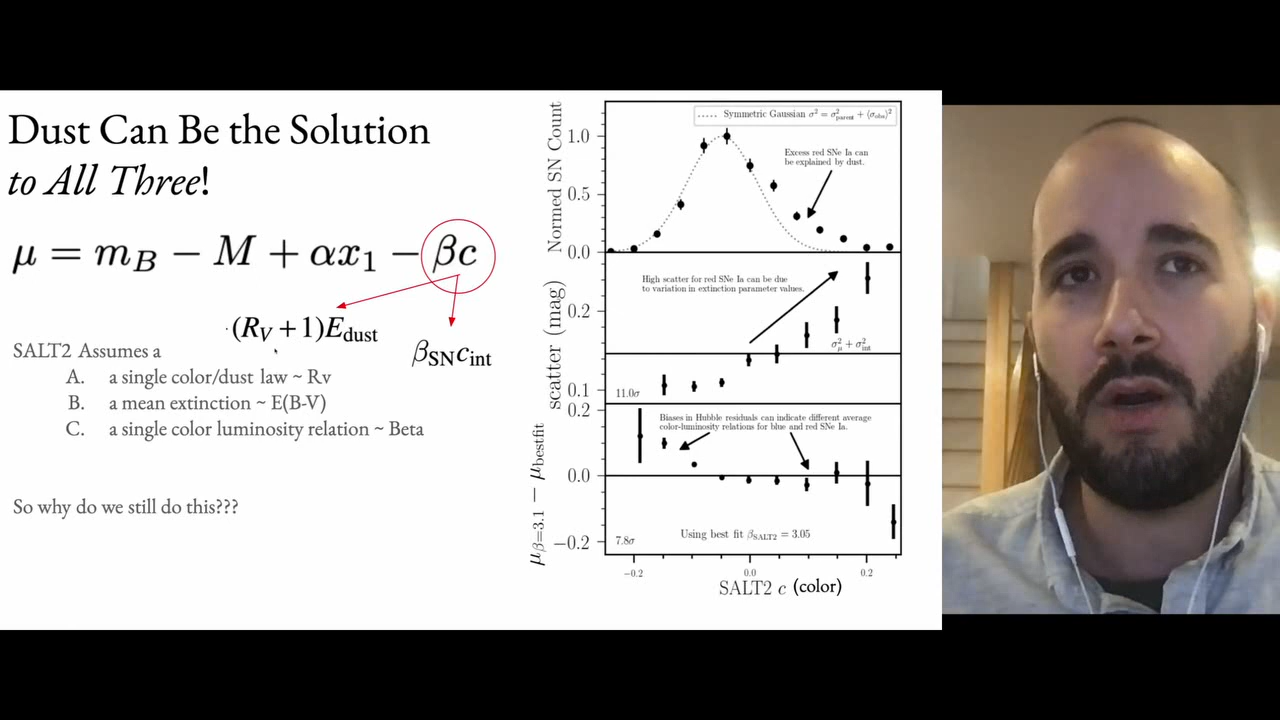 Dust Can Be the Solution
to All Three!
μ = m_B − M + αx_1 − βc
(R_V + 1)E_dust
β_SN c_int
SALT2 Assumes a
A. a single color/dust law ~ Rv
B. a mean extinction ~ E(B-V)
C. a single color luminosity relation ~ Beta
So why do we still do this???
Normed SN Count
1.0
0.5
0.0
Symmetric Gaussian σ² = σ²_parent + ⟨σ_obs⟩²
Excess red SNe Ia can
be explained by dust.
scatter (mag)
0.2
0.1
High scatter for red SNe Ia can be due
to variation in extinction parameter values.
σ²_μ + σ²_int
11.0σ
μ_β=3.1 − μ_bestfit
0.2
0.0
−0.2
Biases in Hubble residuals can indicate different average
color-luminosity relations for blue and red SNe Ia.
7.8σ
Using best fit β_SALT2 = 3.05
−0.2
0.0
0.2
SALT2 c (color)